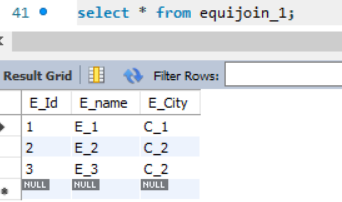 41 select * from equijoin_1;
Result Grid Filter Rows:
E_Id E_name E_City
1 E_1 C_1
2 E_2 C_2
3 E_3 C_2
NULL NULL NULL